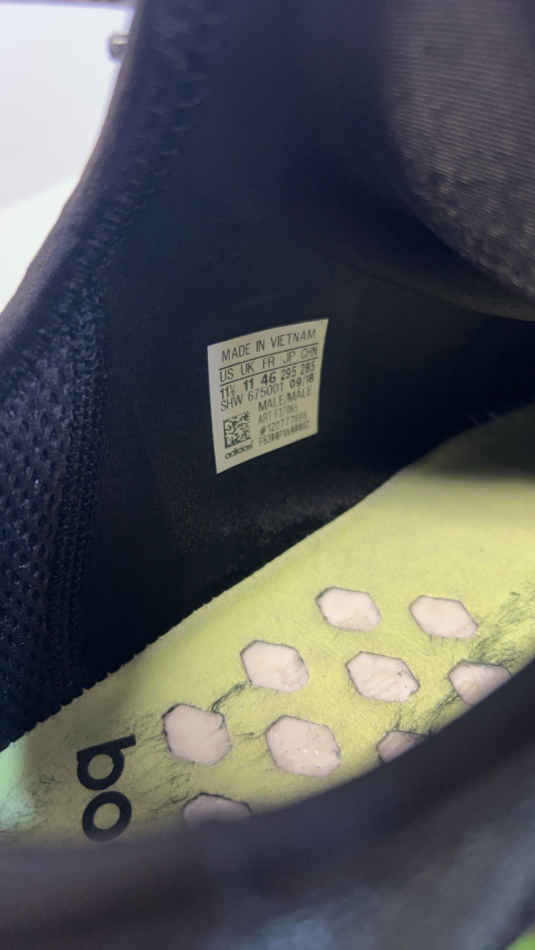 MADE IN VIETNAM
US UK FR JP CHN
11½ 11 46 295 285
SHW 675001 09/18
MALE/MALE
adidas
bo